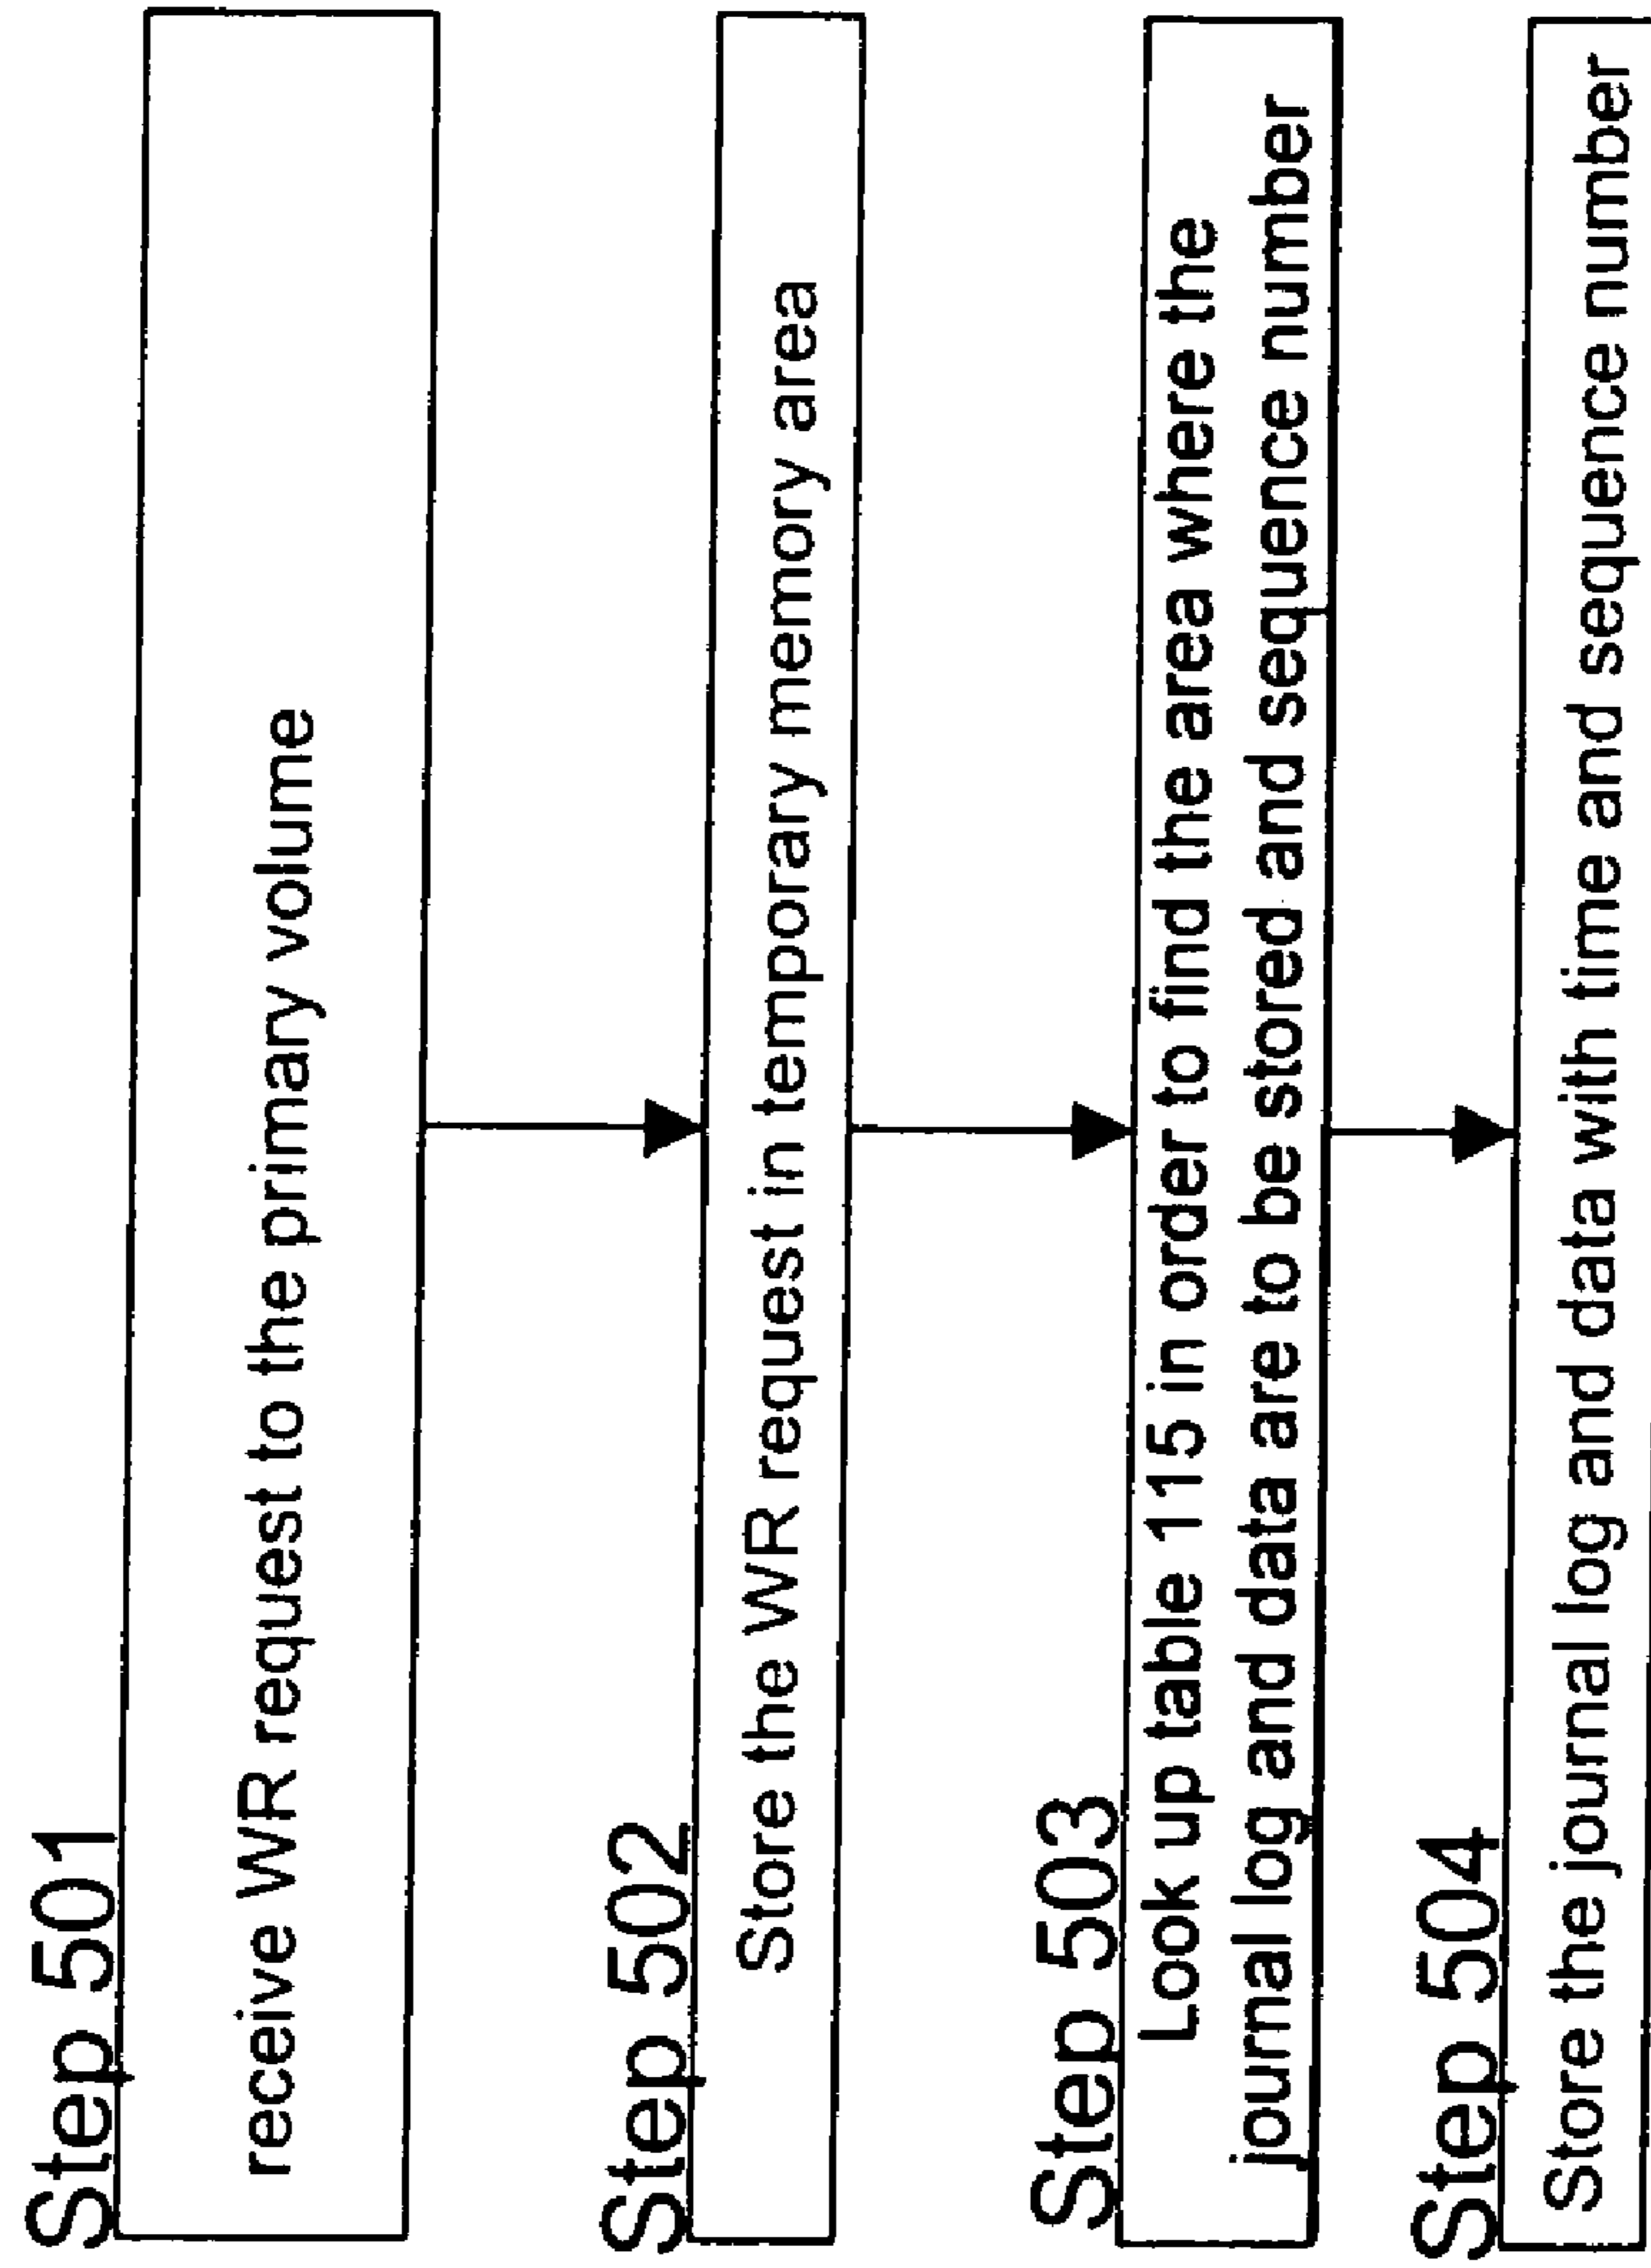 Step 501
receive WR request to the primary volume
Step 502
Store the WR request in temporary memory area
Step 503
Look up table 115 in order to find the area where the
journal log and data are to be stored and sequence number
Step 504
Store the journal log and data with time and sequence number